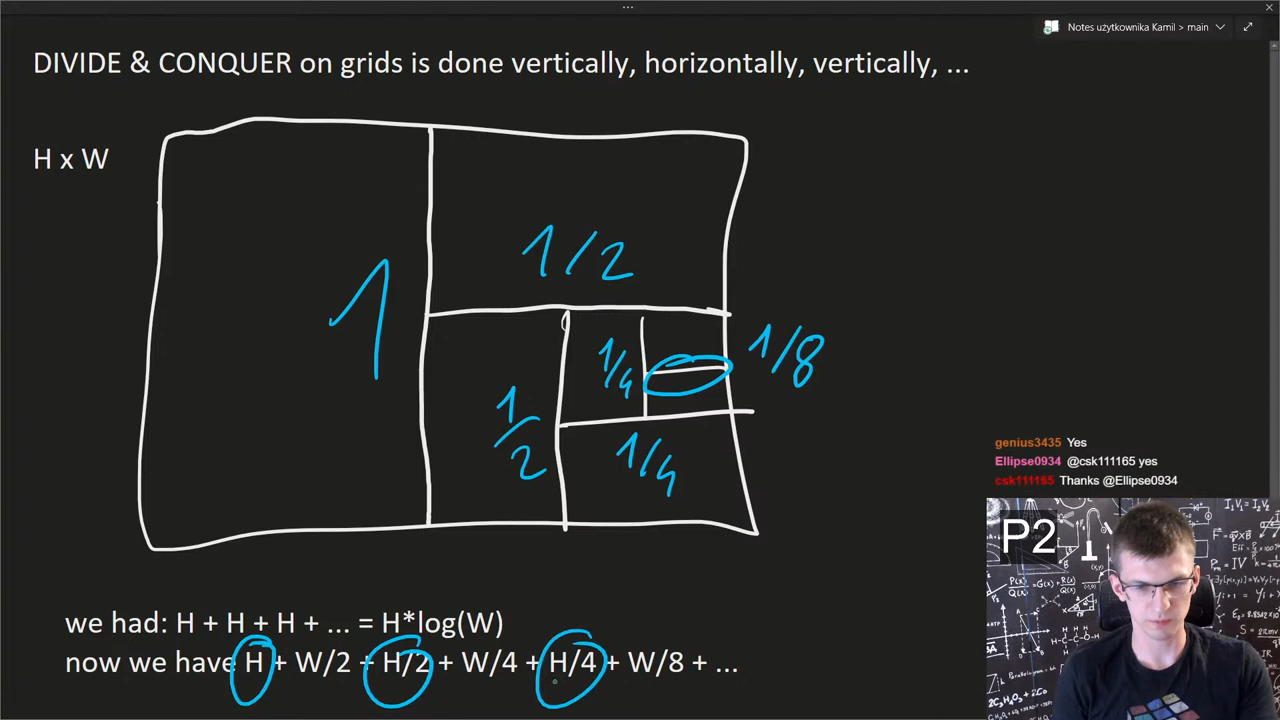 ...
Notes użytkownika Kamil > main
DIVIDE & CONQUER on grids is done vertically, horizontally, vertically, ...
H x W
1/2
1
1/8
1/4
1/2
1/4
genius3435 Yes
Ellipse0934 @csk111165 yes
csk111165 Thanks @Ellipse0934
P2
we had: H + H + H + ... = H*log(W)
now we have H + W/2 + H/2 + W/4 + H/4 + W/8 + ...